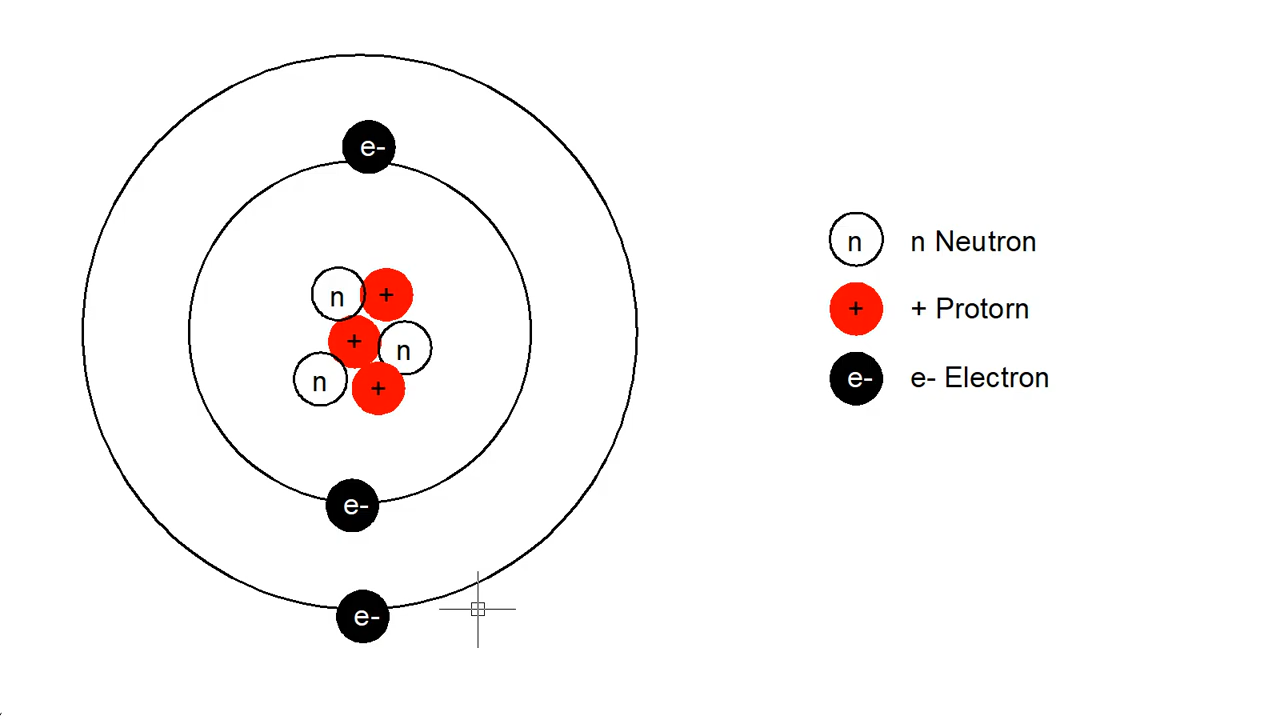 e-
n +
+ n
n +
e-
e-
n n Neutron
+ + Protorn
e- e- Electron